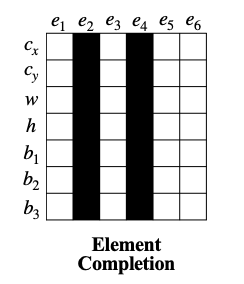 e1 e2 e3 e4 e5 e6
cx
cy
w
h
b1
b2
b3
Element
Completion